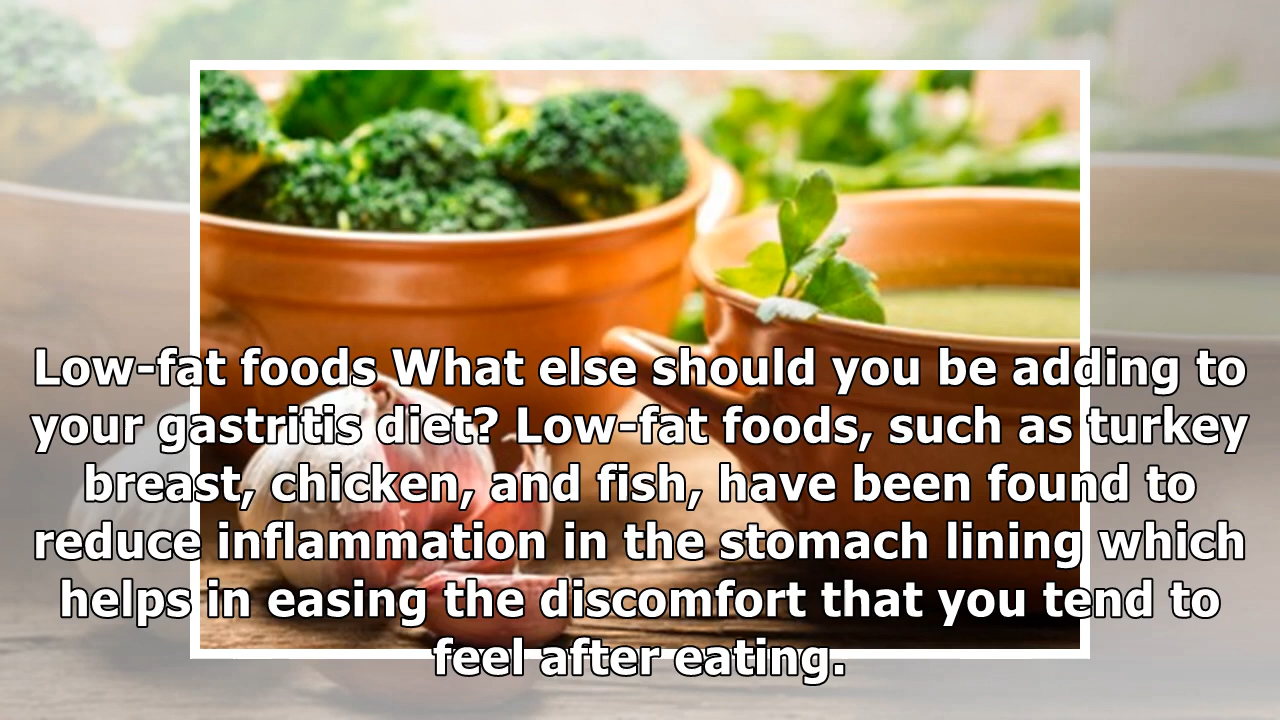 Low-fat foods What else should you be adding to
your gastritis diet? Low-fat foods, such as turkey
breast, chicken, and fish, have been found to
reduce inflammation in the stomach lining which
helps in easing the discomfort that you tend to
feel after eating.